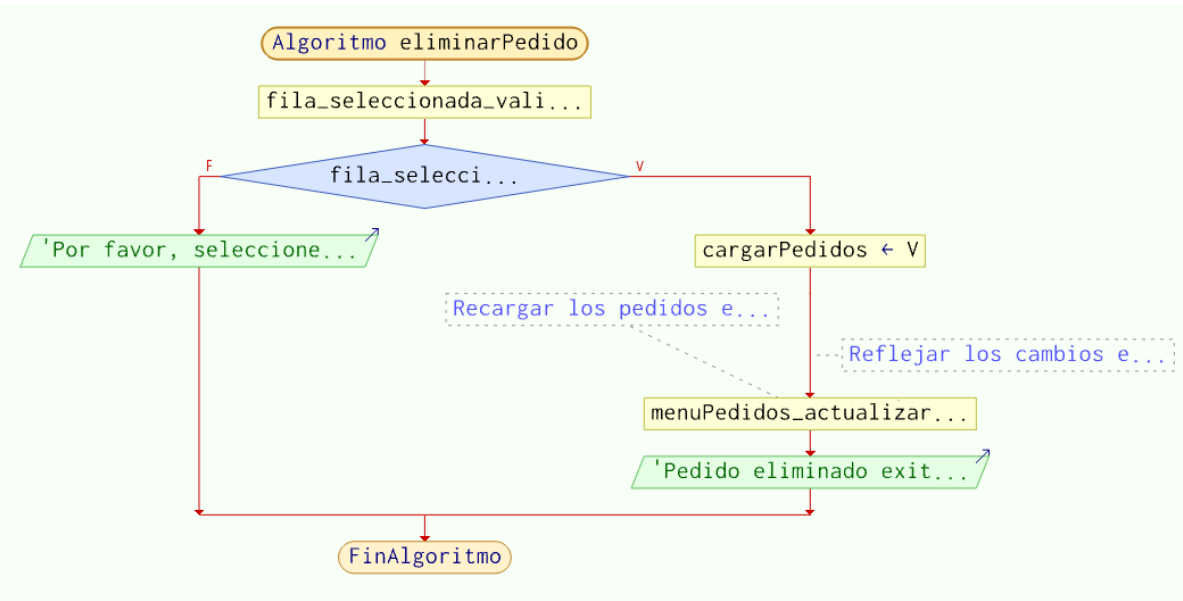 Algoritmo eliminarPedido
fila_seleccionada_vali...
fila_selecci...
F
V
'Por favor, seleccione...
cargarPedidos ← V
Recargar los pedidos e...
Reflejar los cambios e...
menuPedidos_actualizar...
'Pedido eliminado exit...
FinAlgoritmo